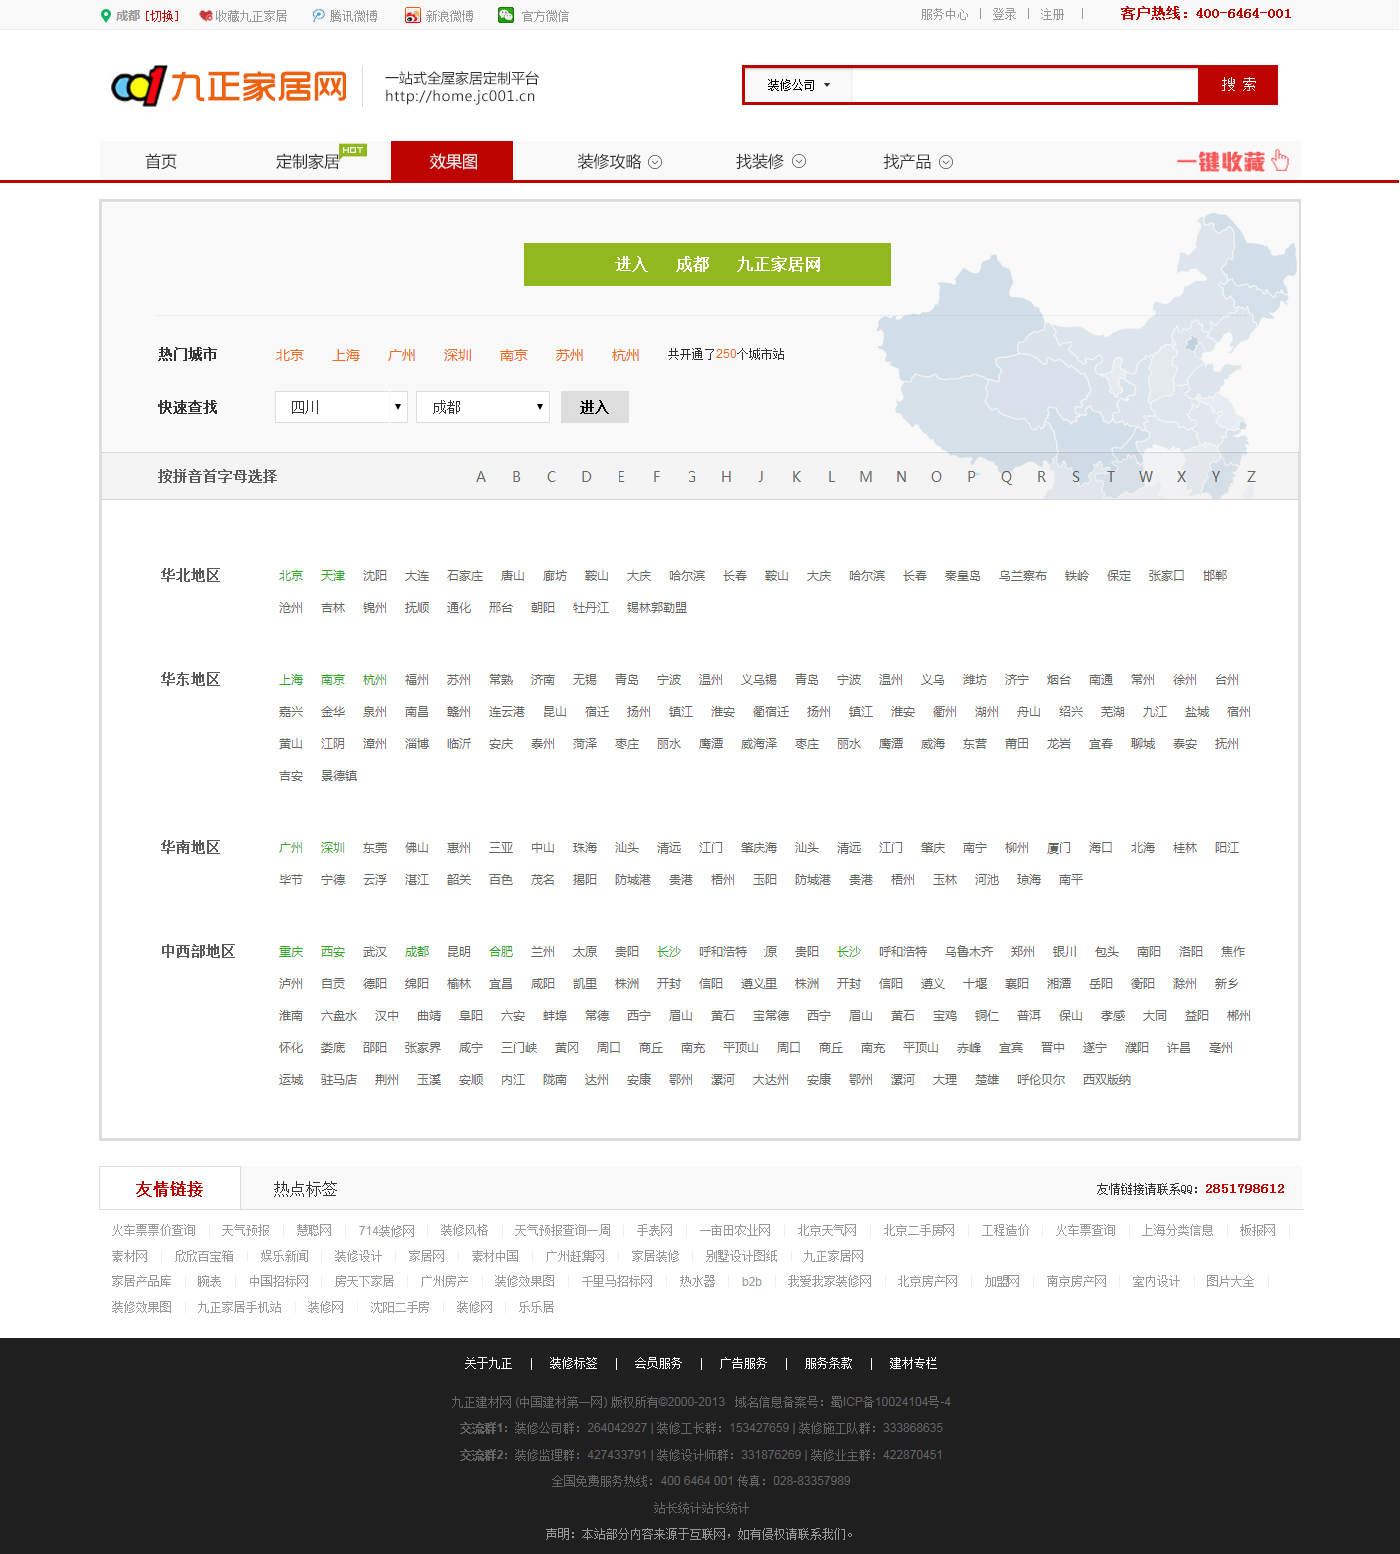 成都 [切换] 收藏九正家居 腾讯微博 新浪微博 官方微信 服务中心 登录 注册 客户热线：400-6464-001
九正家居网 一站式全屋家居定制平台 装修公司 搜 索
http://home.jc001.cn
首页 定制家居 HOT 效果图 装修攻略 找装修 找产品 一键收藏
进入 成都 九正家居网
热门城市 北京 上海 广州 深圳 南京 苏州 杭州 共开通了250个城市站
快速查找 四川 成都 进入
按拼音首字母选择 A B C D E F G H J K L M N O P Q R S T W X Y Z
华北地区 北京 天津 沈阳 大连 石家庄 唐山 廊坊 鞍山 大庆 哈尔滨 长春 鞍山 大庆 哈尔滨 长春 秦皇岛 乌兰察布 铁岭 保定 张家口 邯郸
沧州 吉林 锦州 抚顺 通化 邢台 朝阳 牡丹江 锡林郭勒盟
华东地区 上海 南京 杭州 福州 苏州 常熟 济南 无锡 青岛 宁波 温州 义乌锡 青岛 宁波 温州 义乌 潍坊 济宁 烟台 南通 常州 徐州 台州
嘉兴 金华 泉州 南昌 赣州 连云港 昆山 宿迁 扬州 镇江 淮安 衢宿迁 扬州 镇江 淮安 衢州 湖州 舟山 绍兴 芜湖 九江 盐城 宿州
黄山 江阴 漳州 淄博 临沂 安庆 泰州 菏泽 枣庄 丽水 鹰潭 威海泽 枣庄 丽水 鹰潭 威海 东营 莆田 龙岩 宜春 聊城 泰安 抚州
吉安 景德镇
华南地区 广州 深圳 东莞 佛山 惠州 三亚 中山 珠海 汕头 清远 江门 肇庆海 汕头 清远 江门 肇庆 南宁 柳州 厦门 海口 北海 桂林 阳江
毕节 宁德 云浮 湛江 韶关 百色 茂名 揭阳 防城港 贵港 梧州 玉阳 防城港 贵港 梧州 玉林 河池 琼海 南平
中西部地区 重庆 西安 武汉 成都 昆明 合肥 兰州 太原 贵阳 长沙 呼和浩特 源 贵阳 长沙 呼和浩特 乌鲁木齐 郑州 银川 包头 南阳 洛阳 焦作
泸州 自贡 德阳 绵阳 榆林 宜昌 咸阳 凯里 株洲 开封 信阳 遵义里 株洲 开封 信阳 遵义 十堰 襄阳 湘潭 岳阳 衡阳 滁州 新乡
淮南 六盘水 汉中 曲靖 阜阳 六安 蚌埠 常德 西宁 眉山 黄石 宝常德 西宁 眉山 黄石 宝鸡 铜仁 普洱 保山 孝感 大同 益阳 郴州
怀化 娄底 邵阳 张家界 咸宁 三门峡 黄冈 周口 商丘 南充 平顶山 周口 商丘 南充 平顶山 赤峰 宜宾 晋中 遂宁 濮阳 许昌 亳州
运城 驻马店 荆州 玉溪 安顺 内江 陇南 达州 安康 鄂州 漯河 大达州 安康 鄂州 漯河 大理 楚雄 呼伦贝尔 西双版纳
友情链接 热点标签 友情链接请联系QQ：2851798612
火车票票价查询 天气预报 慧聪网 714装修网 装修风格 天气预报查询一周 手表网 一亩田农业网 北京天气网 北京二手房网 工程造价 火车票查询 上海分类信息 板报网
素材网 欣欣百宝箱 娱乐新闻 装修设计 家居网 素材中国 广州赶集网 家居装修 别墅设计图纸 九正家居网
家居产品库 腕表 中国招标网 房天下家居 广州房产 装修效果图 千里马招标网 热水器 b2b 我爱我家装修网 北京房产网 加盟网 南京房产网 室内设计 图片大全
装修效果图 九正家居手机站 装修网 沈阳二手房 装修网 乐乐居
关于九正 | 装修标签 | 会员服务 | 广告服务 | 服务条款 | 建材专栏
九正建材网 (中国建材第一网) 版权所有©2000-2013 域名信息备案号：蜀ICP备10024104号-4
交流群1：装修公司群：264042927 | 装修工长群：153427659 | 装修施工队群：333868635
交流群2：装修监理群：427433791 | 装修设计师群：331876269 | 装修业主群：422870451
全国免费服务热线：400 6464 001 传真：028-83357989
站长统计站长统计
声明：本站部分内容来源于互联网，如有侵权请联系我们。